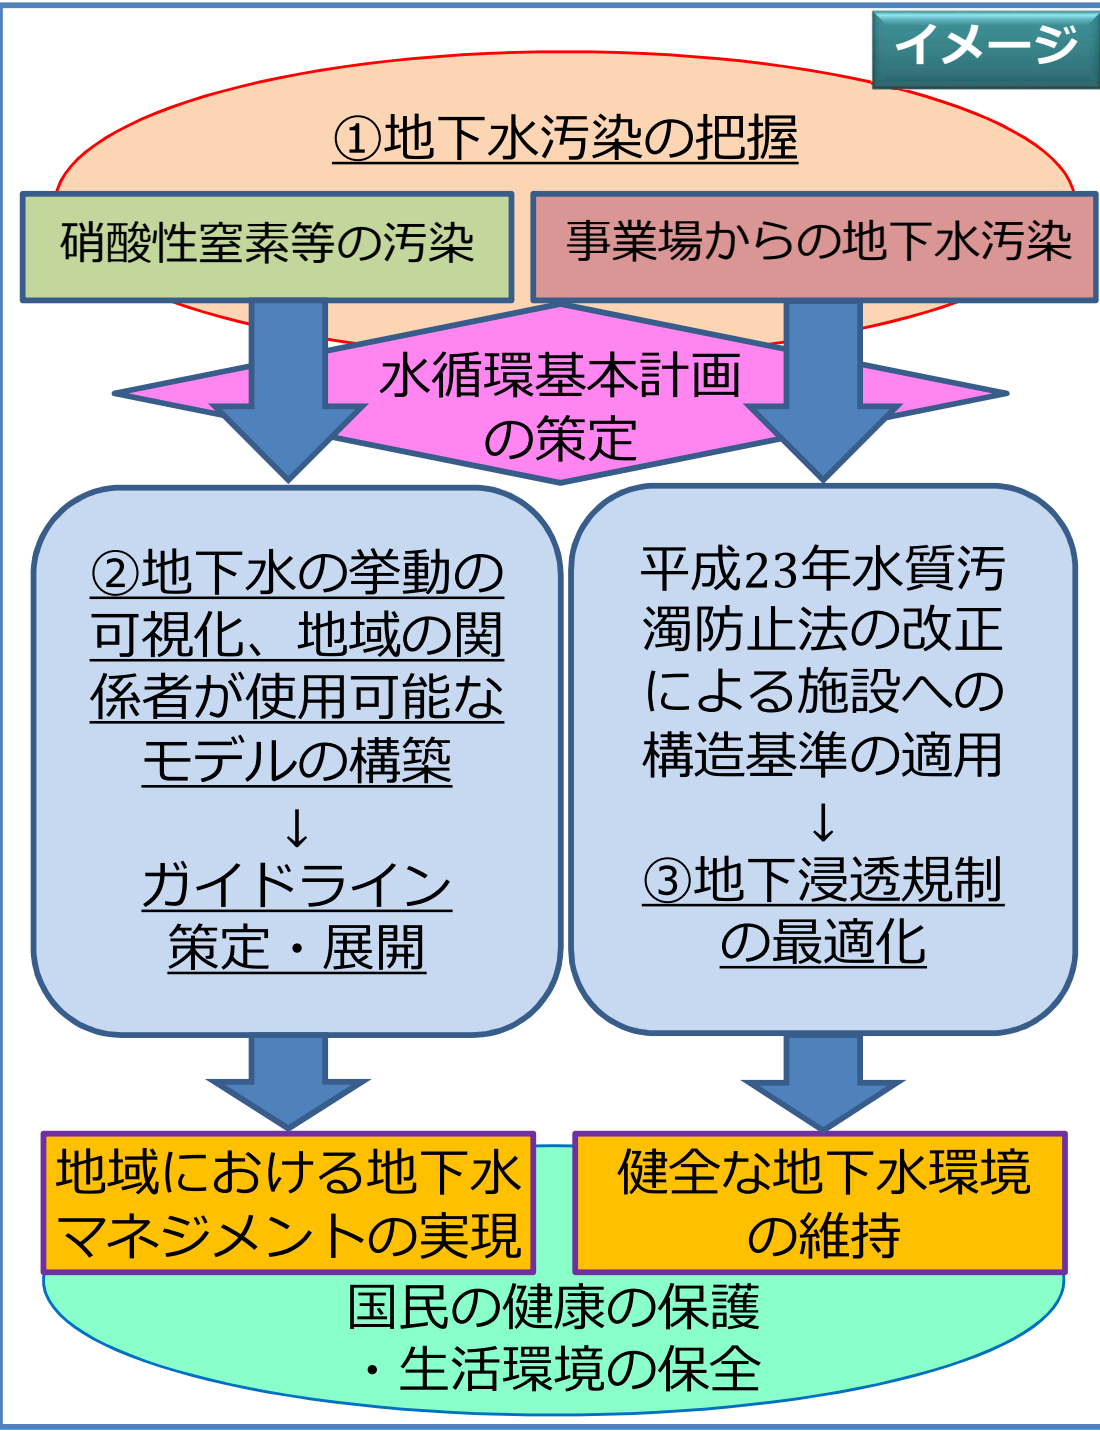 イメージ
①地下水汚染の把握
硝酸性窒素等の汚染
事業場からの地下水汚染
水循環基本計画
の策定
②地下水の挙動の
可視化、地域の関
係者が使用可能な
モデルの構築
↓
ガイドライン
策定・展開
平成23年水質汚
濁防止法の改正
による施設への
構造基準の適用
↓
③地下浸透規制
の最適化
地域における地下水
マネジメントの実現
健全な地下水環境
の維持
国民の健康の保護
・生活環境の保全